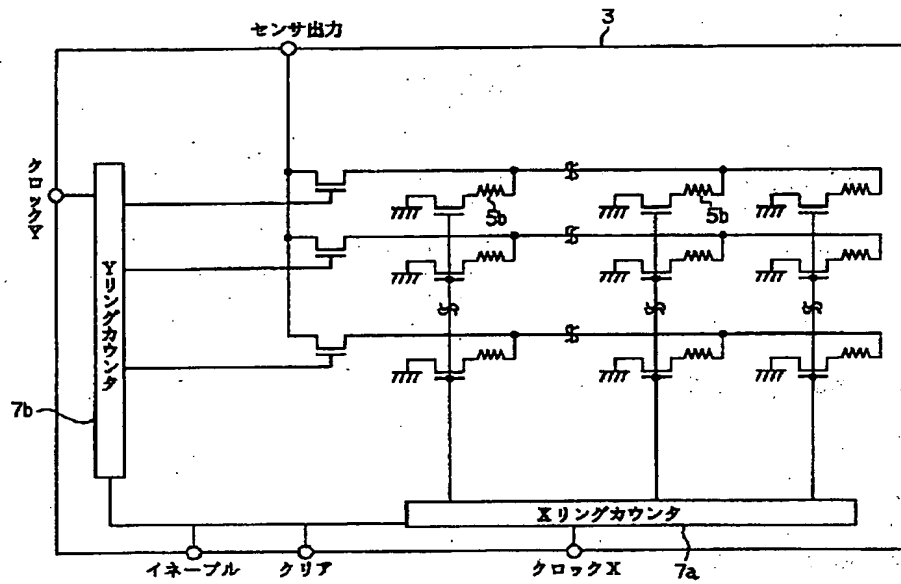 センサ出力
3
クロックY
Yリングカウンタ
7b
5b
5b
Xリングカウンタ
7a
イネーブル
クリア
クロックX